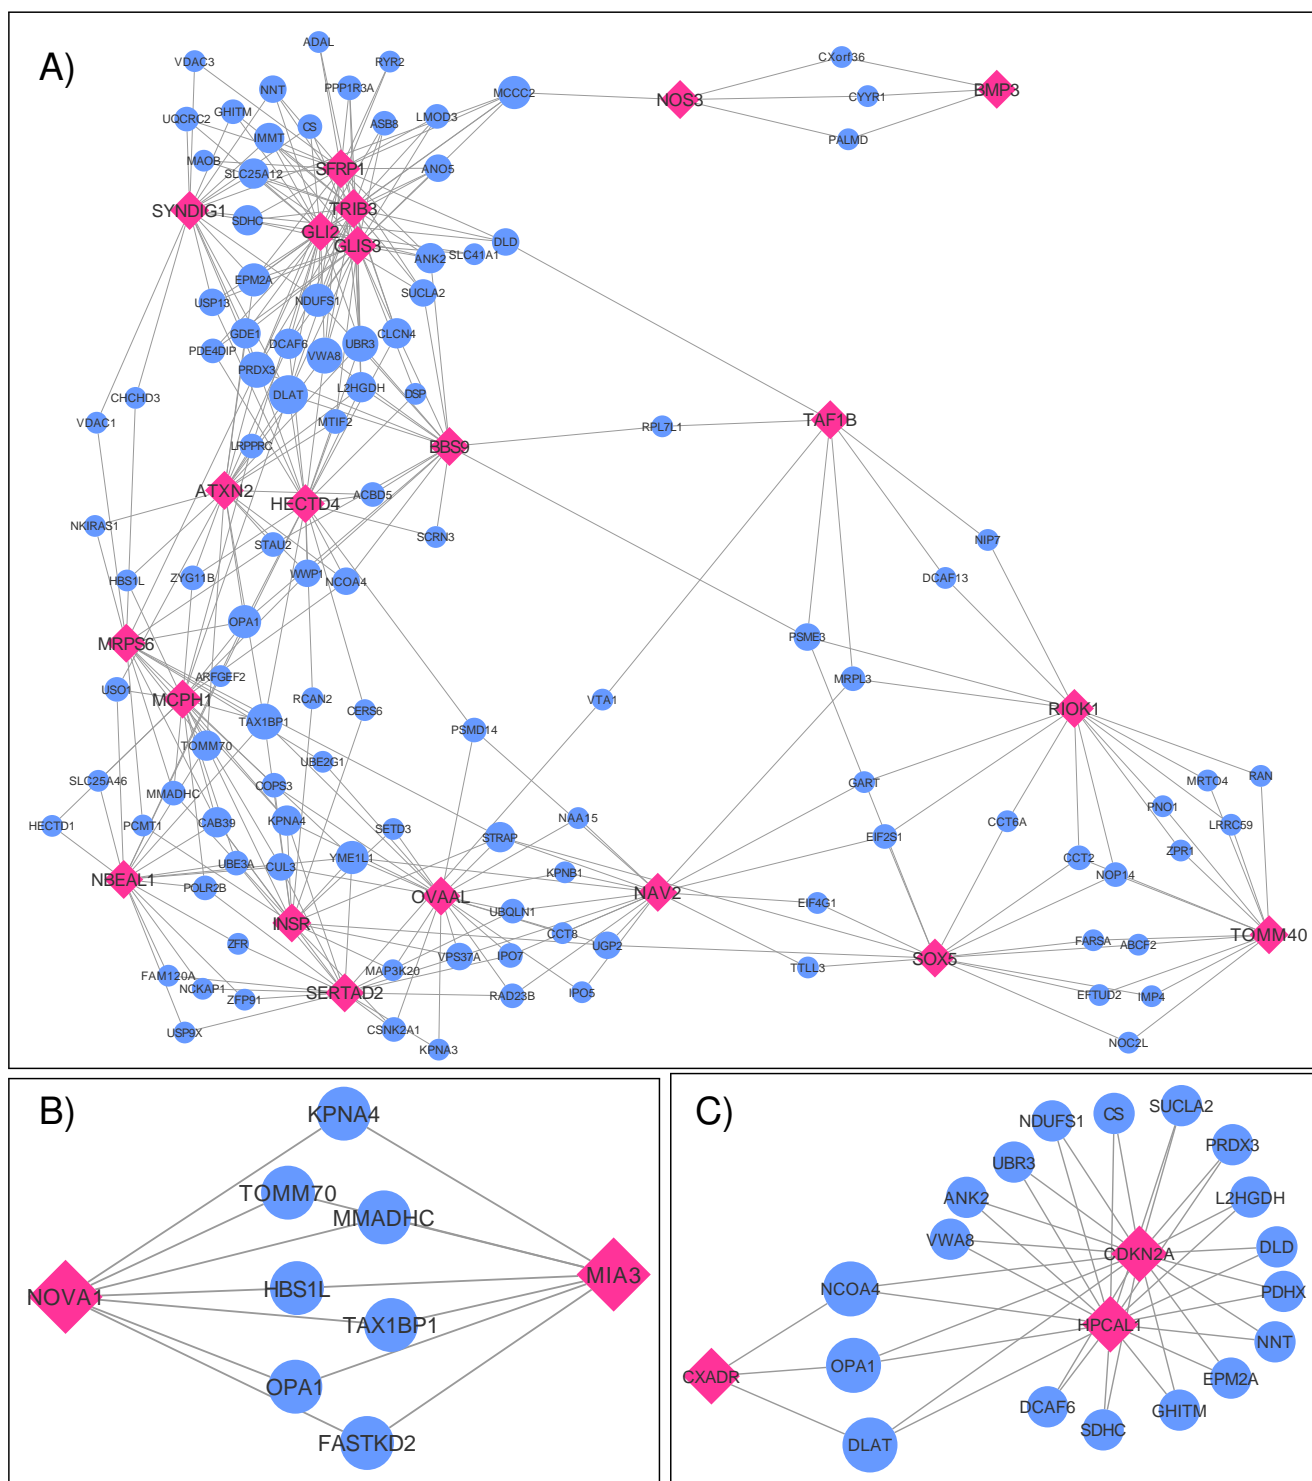 A)
ADAL
VDAC3
RYR2
CXorf36
NNT
PPP1R3A
MCCC2
NOS3
CYYR1
BMP3
UQCRC2
GHITM
IMMT
CS
ASB8
LMOD3
PALMD
MAOB
SLC25A12
SFRP1
ANO5
SYNDIG1
SDHC
TRIB3
GLI2
GLIS3
DLD
SLC41A1
ANK2
EPM2A
SUCLA2
USP13
NDUFS1
GDE1
CLCN4
PDE4DIP
DCAF6
UBR3
VWA8
PRDX3
CHCHD3
DLAT
L2HGDH
DSP
VDAC1
MTIF2
TAF1B
RPL7L1
LRPPRC
BBS9
ATXN2
HECTD4
ACBD5
NKIRAS1
SCRN3
NIP7
STAU2
HBS1L
ZYG11B
WWP1
NCOA4
DCAF13
OPA1
MRPS6
PSME3
ARFGEF2
MRPL3
USO1
MCPH1
RCAN2
CERS6
VTA1
RIOK1
TAX1BP1
PSMD14
TOMM70
UBE2G1
SLC25A46
MMADHC
COPS3
GART
MRTO4
RAN
HECTD1
PCMT1
CAB39
KPNA4
SETD3
STRAP
NAA15
EIF2S1
CCT6A
PNO1
LRRC59
UBE3A
CUL3
YME1L1
CCT2
ZPR1
NBEAL1
POLR2B
KPNB1
NOP14
OVAAL
NAV2
EIF4G1
INSR
UBQLN1
CCT8
UGP2
FARSA
ABCF2
TOMM40
ZFR
VPS37A
IPO7
SOX5
FAM120A
NCKAP1
ZFP91
MAP3K20
TTLL3
SERTAD2
RAD23B
IPO5
EFTUD2
IMP4
USP9X
CSNK2A1
KPNA3
NOC2L
B)
KPNA4
TOMM70
MMADHC
NOVA1
HBS1L
MIA3
TAX1BP1
OPA1
FASTKD2
C)
NDUFS1
CS
SUCLA2
UBR3
PRDX3
ANK2
L2HGDH
VWA8
CDKN2A
DLD
NCOA4
PDHX
HPCAL1
NNT
OPA1
CXADR
EPM2A
DCAF6
GHITM
SDHC
DLAT